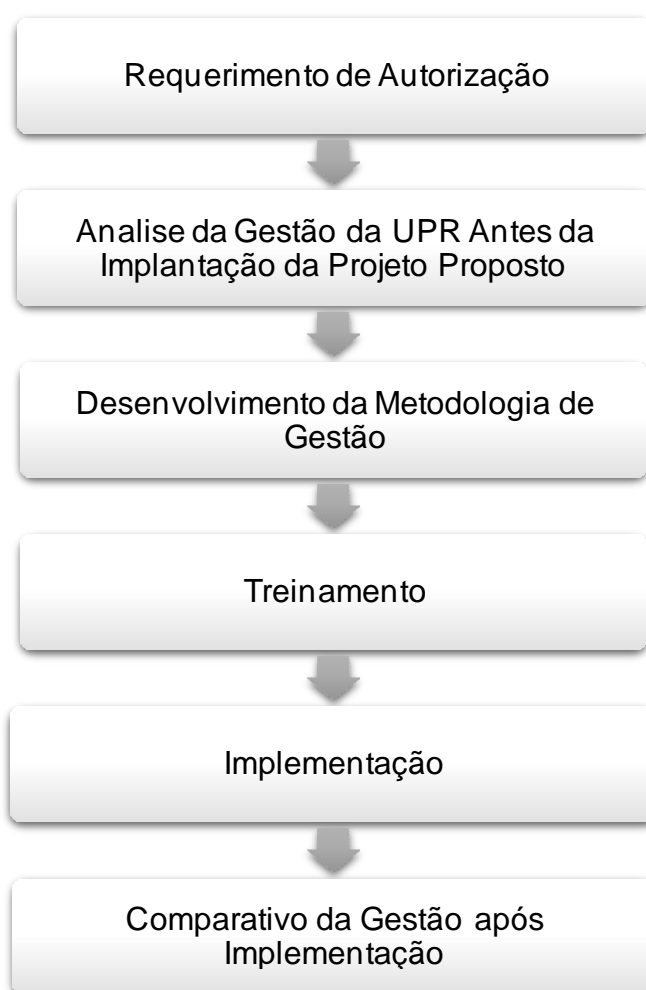 Requerimento de Autorização
Analise da Gestão da UPR Antes da
Implantação da Projeto Proposto
Desenvolvimento da Metodologia de
Gestão
Treinamento
Implementação
Comparativo da Gestão após
Implementação